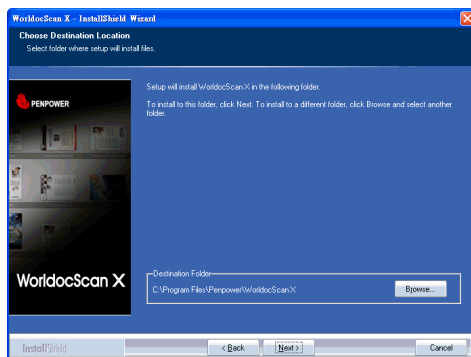 WorldocScan X - InstallShield Wizard
Choose Destination Location
Select folder where setup will install files.
Setup will install WorldocScan X in the following folder.
To install to this folder, click Next. To install to a different folder, click Browse and select another
folder.
PENPOWER
WorldocScan X
Destination Folder
C:\Program Files\Penpower\WorldocScan X
Browse...
InstallShield
< Back
Next >
Cancel